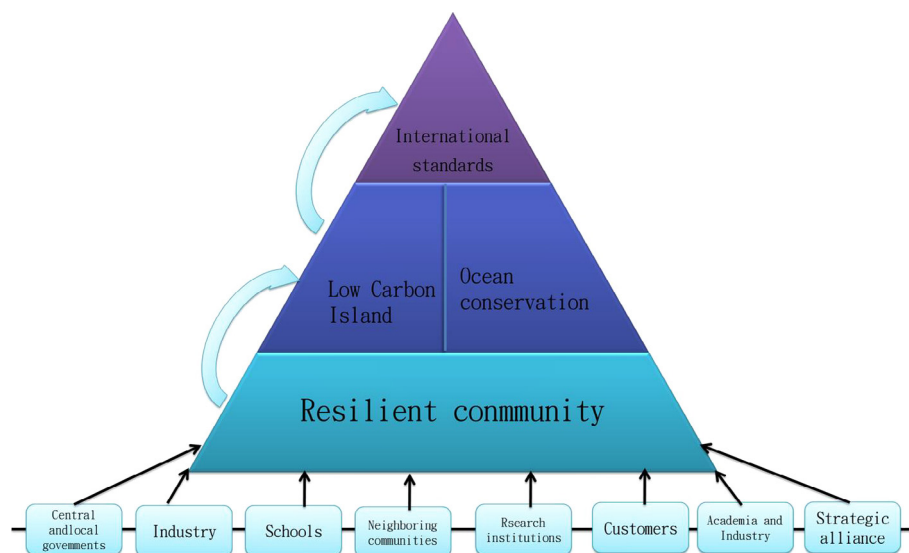 International
standards
Low Carbon
Island
Ocean
conservation
Resilient conmmunity
Central
andlocal
govemments
Industry
Schools
Neighboring
communities
Rscarch
institutions
Customers
Academia and
Industry
Strategic
alliance